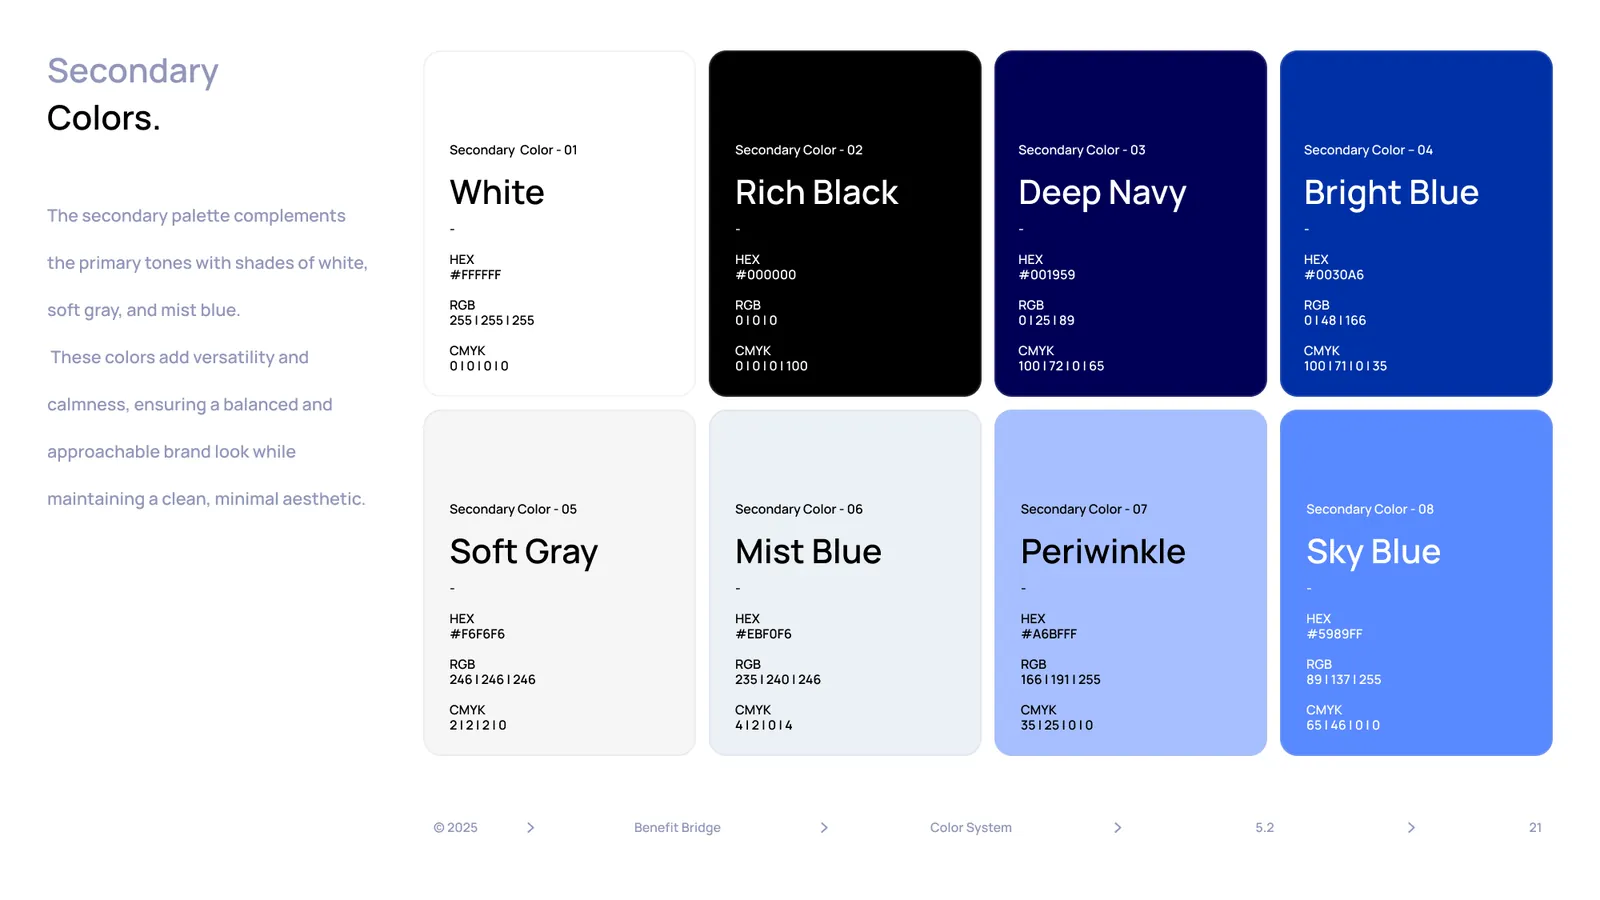 Secondary
Colors.
The secondary palette complements
the primary tones with shades of white,
soft gray, and mist blue.
These colors add versatility and
calmness, ensuring a balanced and
approachable brand look while
maintaining a clean, minimal aesthetic.
Secondary Color - 01
White
-
HEX
#FFFFFF
RGB
255 | 255 | 255
CMYK
0 | 0 | 0 | 0
Secondary Color - 02
Rich Black
-
HEX
#000000
RGB
0 | 0 | 0
CMYK
0 | 0 | 0 | 100
Secondary Color - 03
Deep Navy
-
HEX
#001959
RGB
0 | 25 | 89
CMYK
100 | 72 | 0 | 65
Secondary Color – 04
Bright Blue
-
HEX
#0030A6
RGB
0 | 48 | 166
CMYK
100 | 71 | 0 | 35
Secondary Color - 05
Soft Gray
-
HEX
#F6F6F6
RGB
246 | 246 | 246
CMYK
2 | 2 | 2 | 0
Secondary Color - 06
Mist Blue
-
HEX
#EBF0F6
RGB
235 | 240 | 246
CMYK
4 | 2 | 0 | 4
Secondary Color - 07
Periwinkle
-
HEX
#A6BFFF
RGB
166 | 191 | 255
CMYK
35 | 25 | 0 | 0
Secondary Color - 08
Sky Blue
-
HEX
#5989FF
RGB
89 | 137 | 255
CMYK
65 | 46 | 0 | 0
© 2025 > Benefit Bridge > Color System > 5.2 > 21